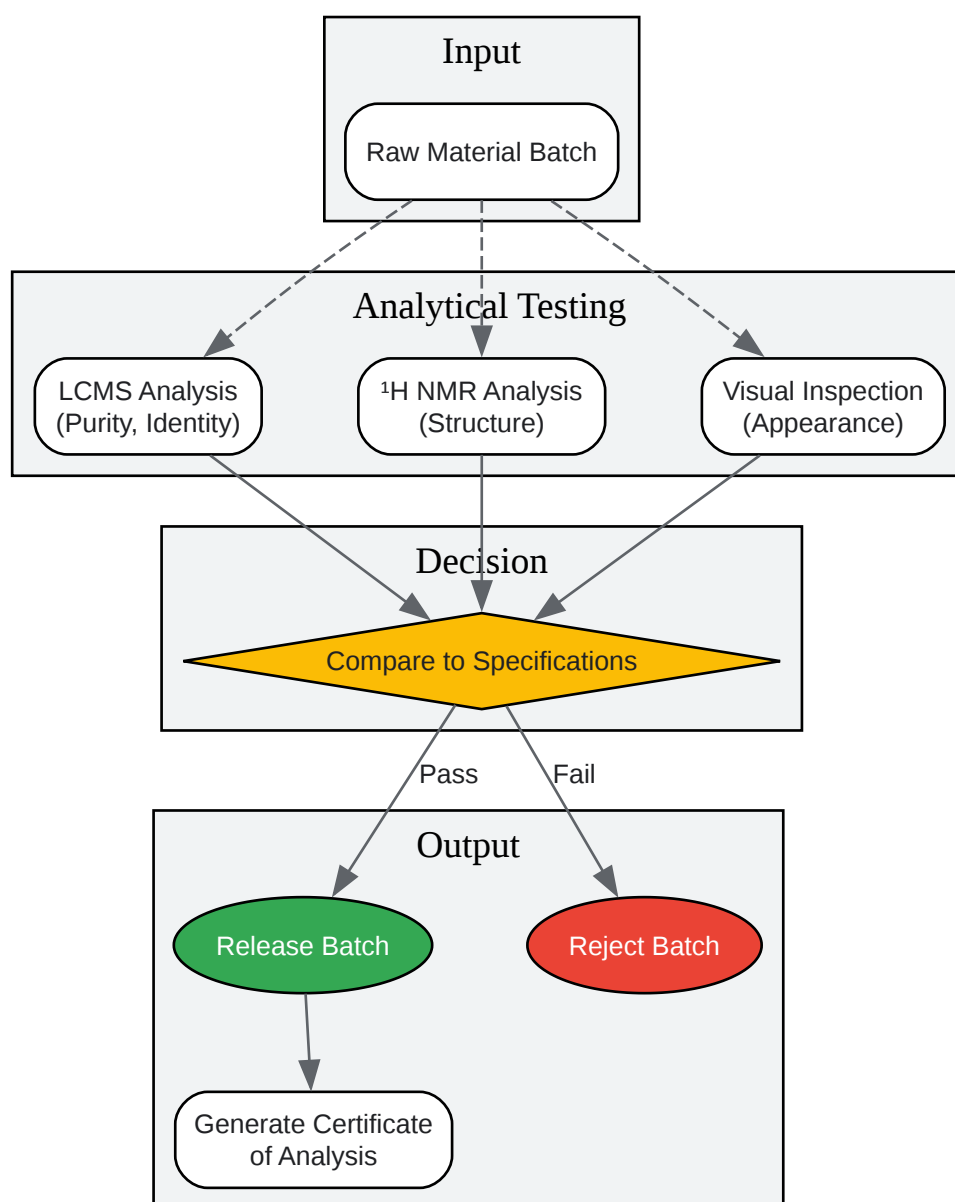 Input
Raw Material Batch
Analytical Testing
LCMS Analysis
(Purity, Identity)
¹H NMR Analysis
(Structure)
Visual Inspection
(Appearance)
Decision
Compare to Specifications
Pass
Fail
Output
Release Batch
Reject Batch
Generate Certificate
of Analysis